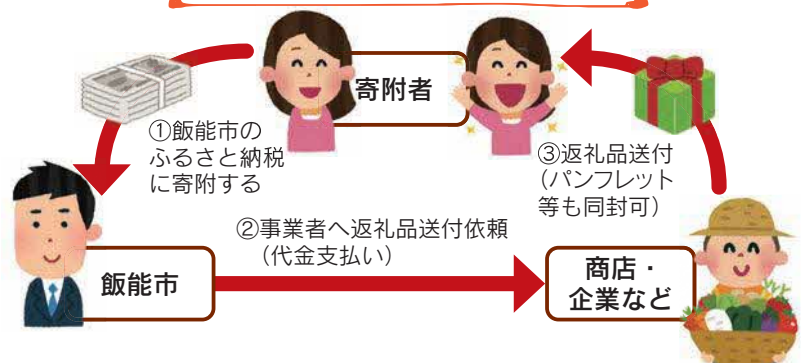 寄附者
①飯能市の
ふるさと納税
に寄附する
③返礼品送付
（パンフレット
等も同封可）
②事業者へ返礼品送付依頼
（代金支払い）
飯能市
商店・
企業など